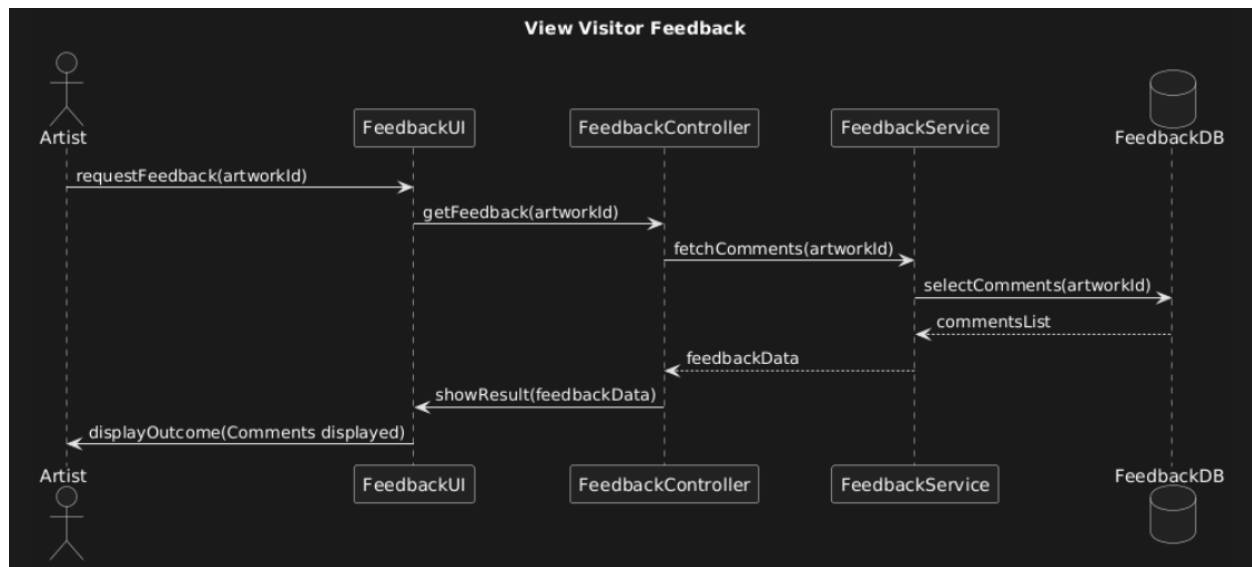 View Visitor Feedback
Artist
FeedbackUI
FeedbackController
FeedbackService
FeedbackDB
requestFeedback(artworkId)
getFeedback(artworkId)
fetchComments(artworkId)
selectComments(artworkId)
commentsList
feedbackData
showResult(feedbackData)
displayOutcome(Comments displayed)
Artist
FeedbackUI
FeedbackController
FeedbackService
FeedbackDB